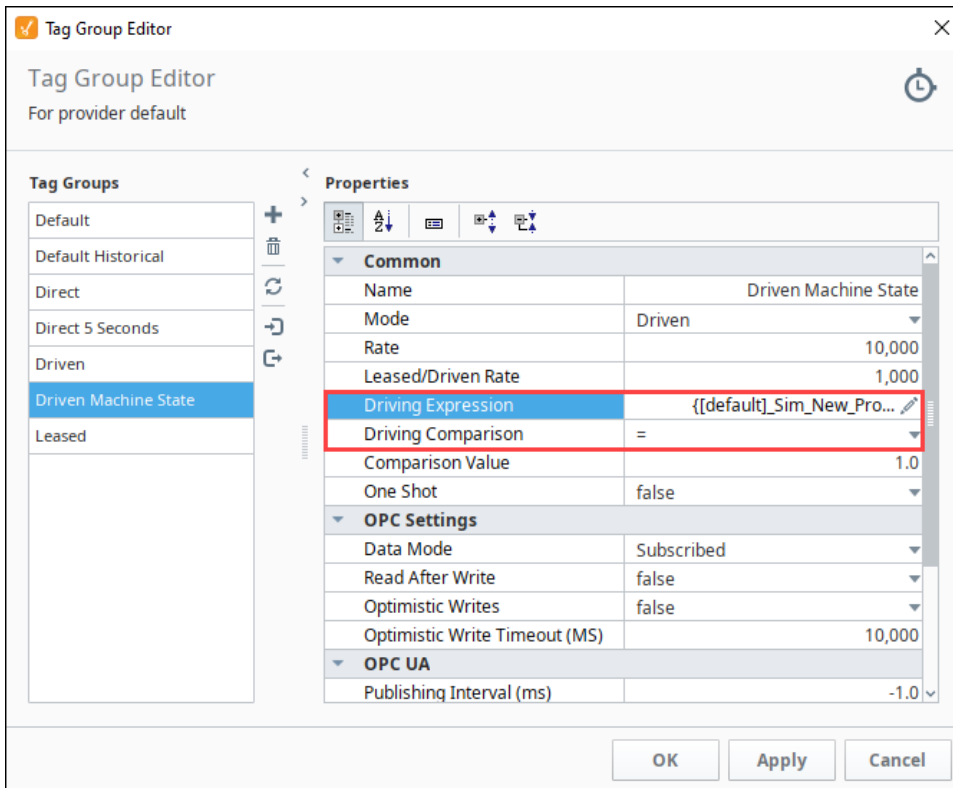 Tag Group Editor
Tag Group Editor
For provider default
Tag Groups
Default
Default Historical
Direct
Direct 5 Seconds
Driven
Driven Machine State
Leased
Properties
Common
Name Driven Machine State
Mode Driven
Rate 10,000
Leased/Driven Rate 1,000
Driving Expression {[default]_Sim_New_Pro...
Driving Comparison =
Comparison Value 1.0
One Shot false
OPC Settings
Data Mode Subscribed
Read After Write false
Optimistic Writes false
Optimistic Write Timeout (MS) 10,000
OPC UA
Publishing Interval (ms) -1.0
OK Apply Cancel